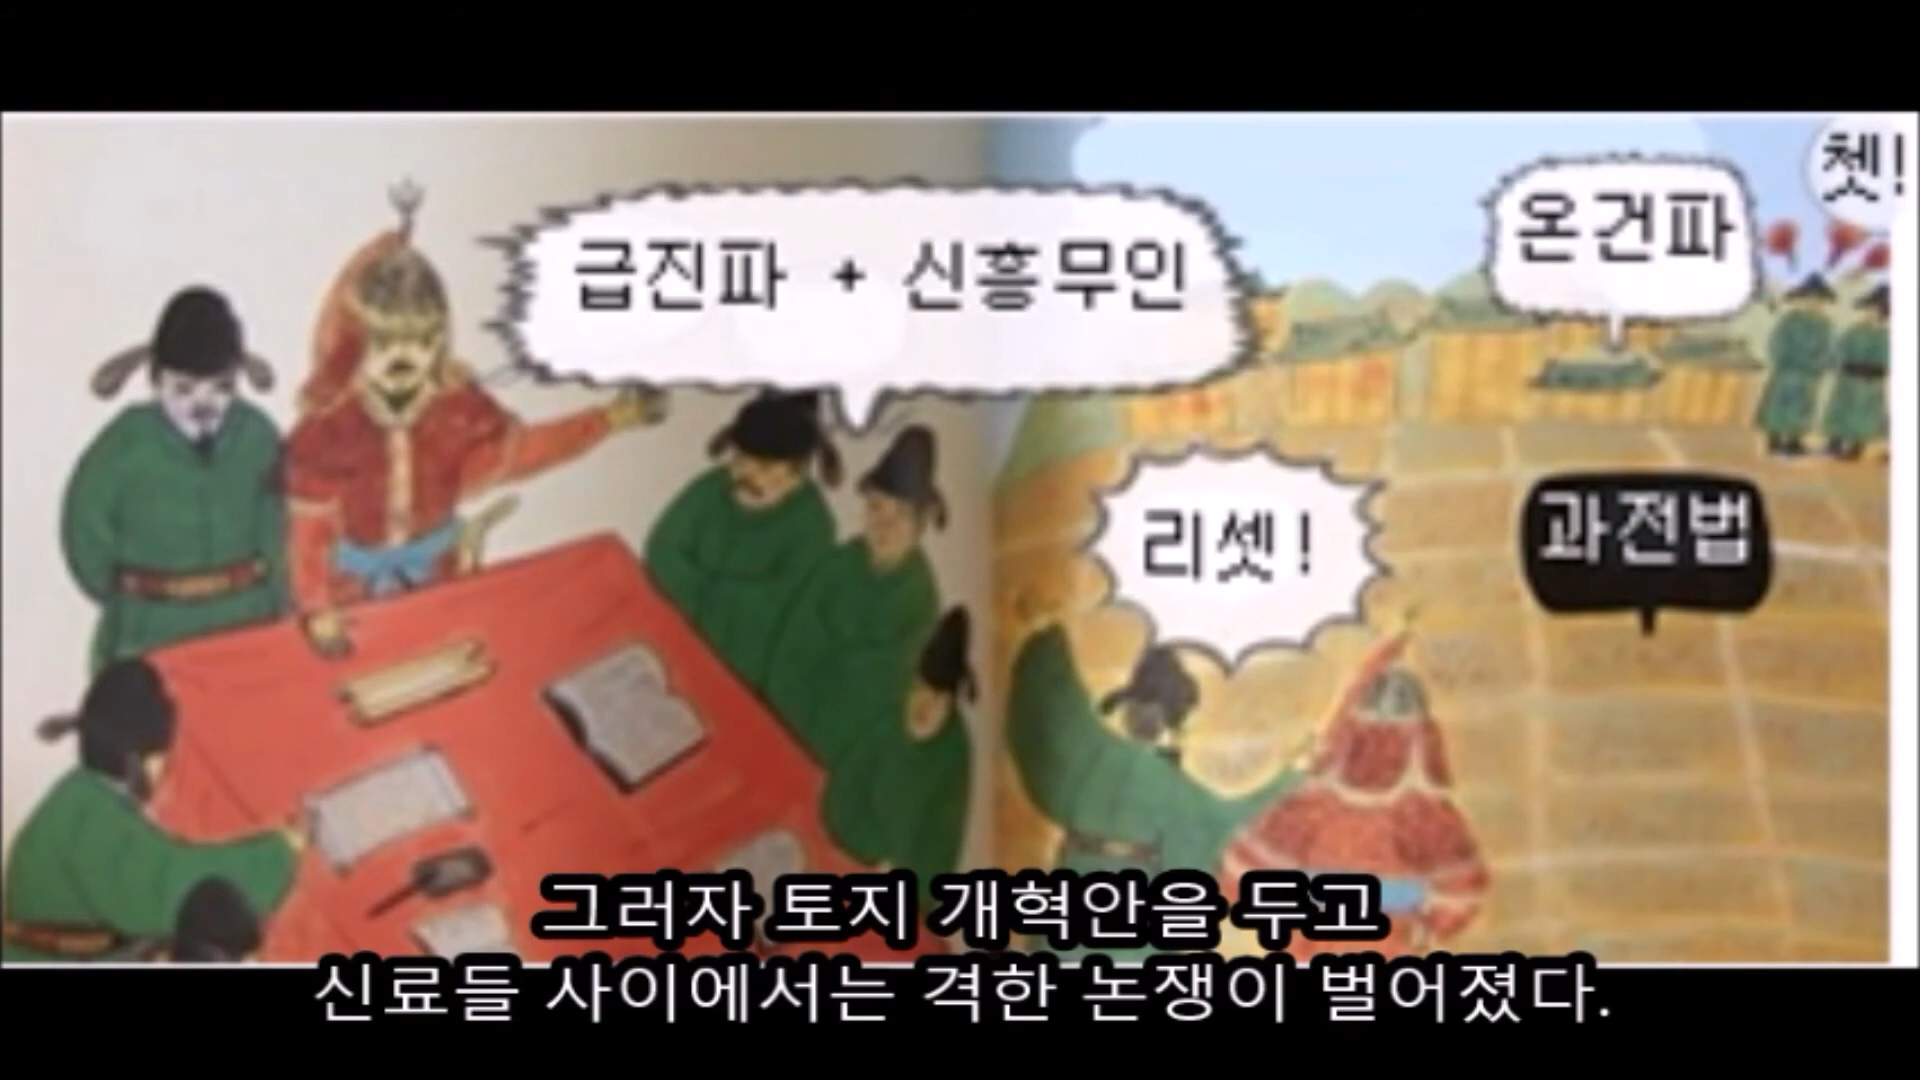 급진파 + 신흥무인
온건파
쳇!
리셋!
과전법
그러자 토지 개혁안을 두고
신료들 사이에서는 격한 논쟁이 벌어졌다.